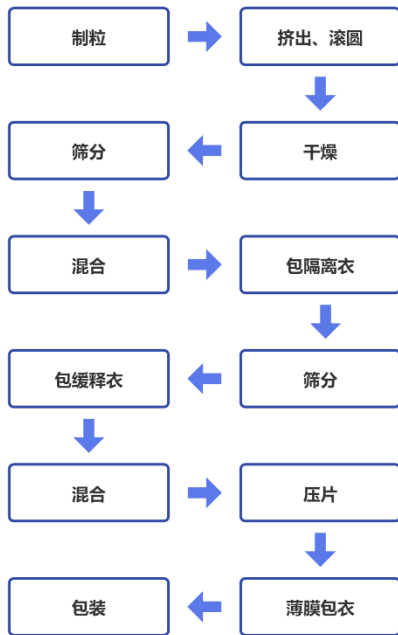 制粒
挤出、滚圆
干燥
筛分
混合
包隔离衣
筛分
包缓释衣
混合
压片
薄膜包衣
包装